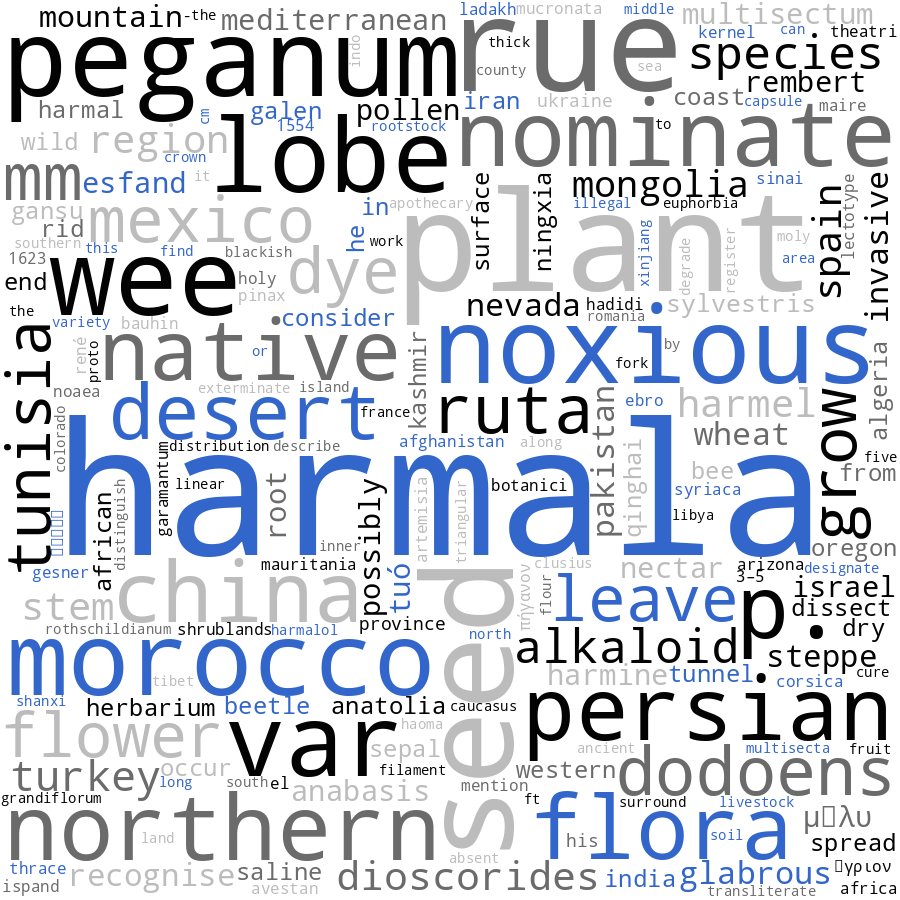 mountain -the mediterranean ladakh mucronata middle multisectum
peganum indo thick rue kernel can theatri
county sea species
rembert
harmal cm galen pollen iran ukraine coast capsule maire
wild region 1554 rootstock nominate to
crown lobe
mm esfand it mongolia sinai
gansu mexico in apothecary surface ningxia illegal euphorbia spain lectotype invasive
rid he plant xinjiang degrade register moly
southern this find blackish work area
1623 wee holy dye
end pinax nevada hadidi sylvestris
the variety bauhin consider romania
tunisia rené proto native or kashmir noxious by algeria
fork
noaea desert exterminate island ruta pakistan ebro harmel grow
colorado france wheat five
distribution describe afghanistan along bee from
garamantum linear root possibly artemisia triangular botanici qinghai syriaca
african distinguish harmala libya
inner oregon
gesner mauritania tuó clusius nectar arizona designate
china seed πήγανον flour leave 3–5 israel
stem province p. dissect
rothschildianum shrublands harmalol north alkaloid dry
morocco steppe
tibet harmine tunnel cure
shanxi herbarium beetle anatolia caucasus corsica
flower var haoma persian
sepal ancient multisecta fruit
turkey occur filament western dodoens
long south el anabasis mention
grandiflorum ft surround livestock
northern land flora his soil μλυ
spread
absent
thrace recognise saline dioscorides india glabrous γριον
ispand avestan transliterate africa